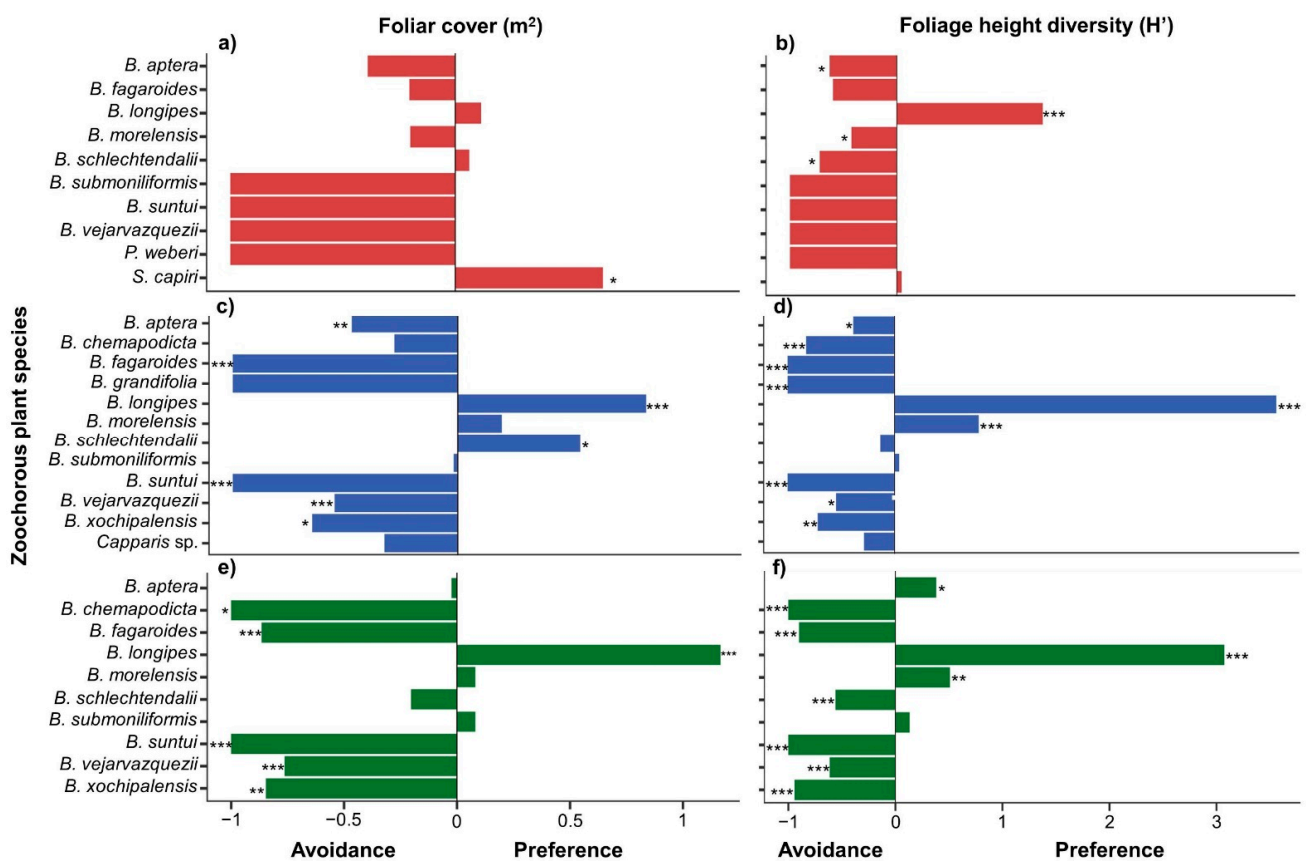 Foliar cover (m²)
Foliage height diversity (H’)
a)
b)
B. aptera
*
B. fagaroides
B. longipes
***
B. morelensis
*
B. schlechtendalii
*
B. submoniliformis
B. suntui
B. vejarvazquezii
P. weberi
S. capiri
*
Zoochorous plant species
c)
d)
B. aptera
**
*
B. chemapodicta
***
B. fagaroides
***
***
B. grandifolia
***
B. longipes
***
***
B. morelensis
***
B. schlechtendalii
*
B. submoniliformis
B. suntui
***
***
B. vejarvazquezii
***
*
B. xochipalensis
*
**
Capparis sp.
e)
f)
B. aptera
*
B. chemapodicta
*
***
B. fagaroides
***
***
B. longipes
***
***
B. morelensis
**
B. schlechtendalii
***
B. submoniliformis
B. suntui
***
***
B. vejarvazquezii
***
***
B. xochipalensis
**
***
−1 −0.5 0 0.5 1
−1 0 1 2 3
Avoidance Preference
Avoidance Preference